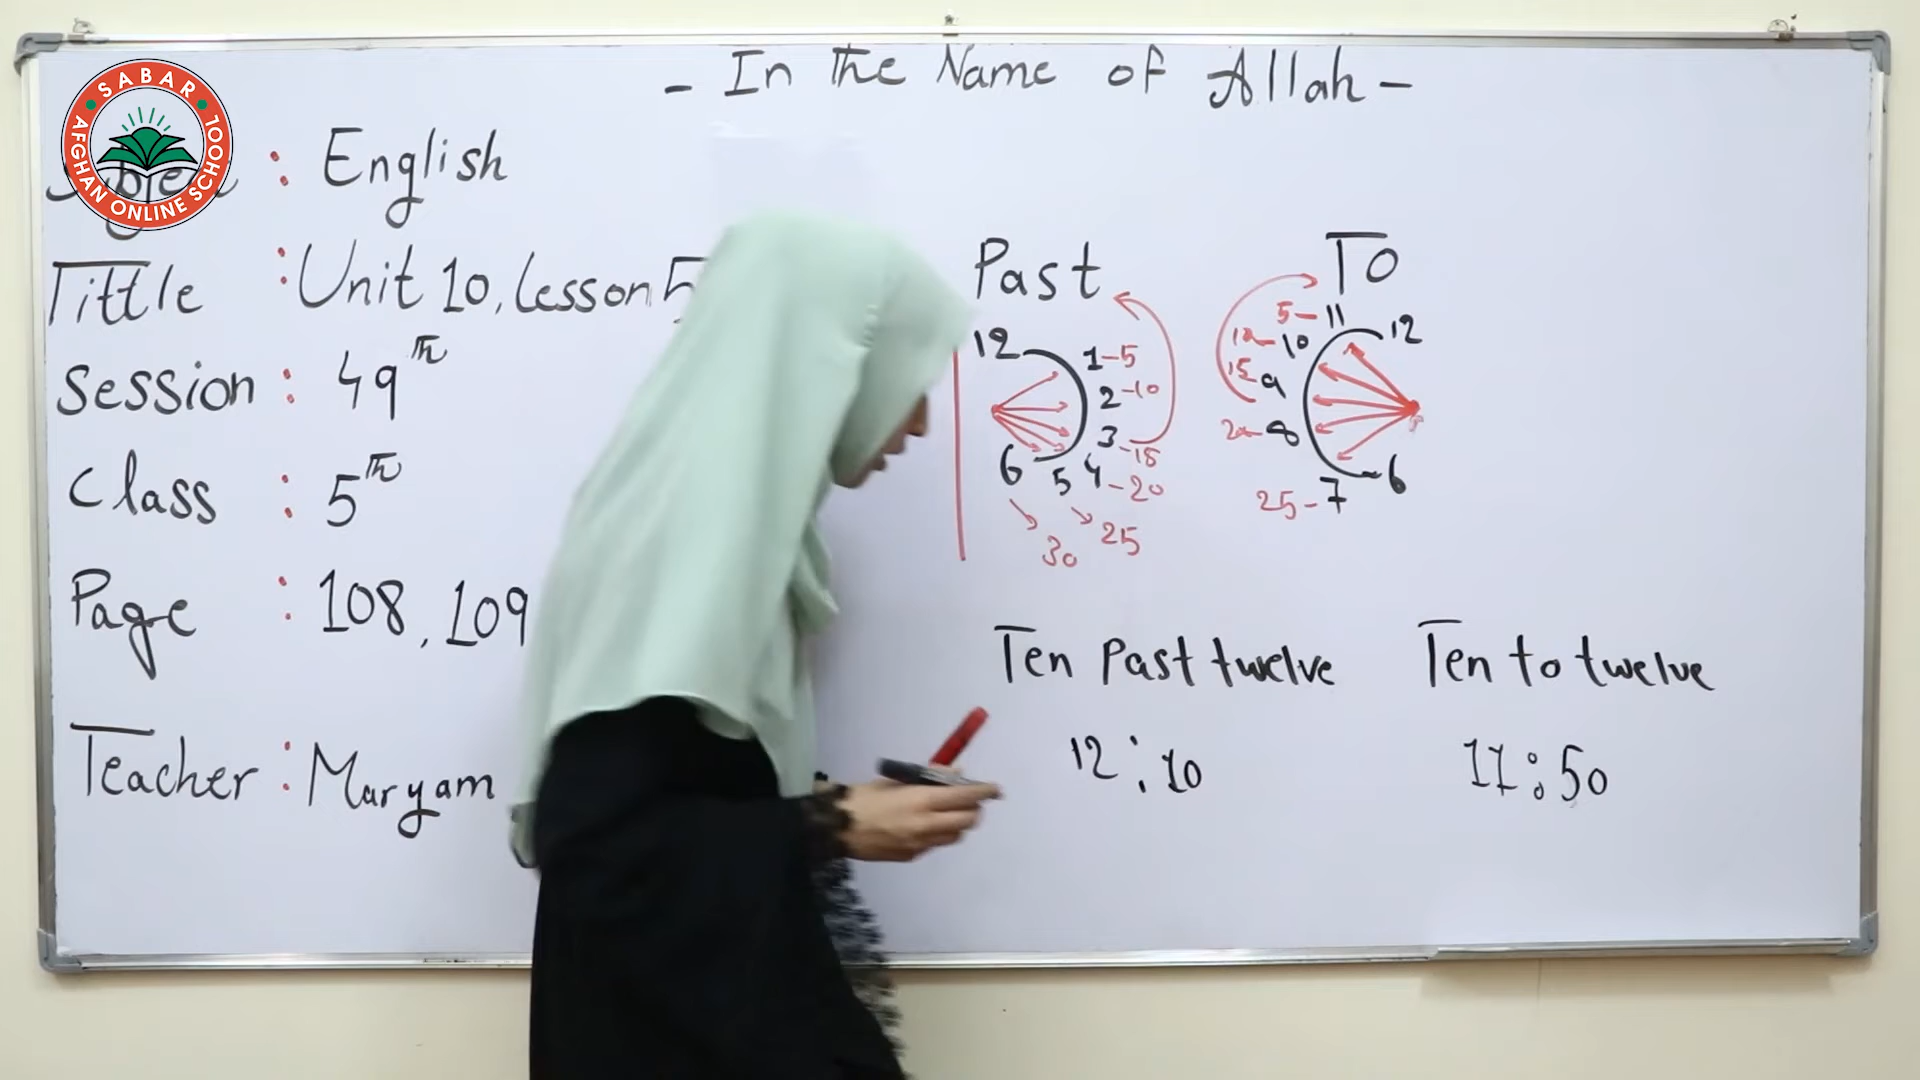 SABAR
AFGHAN ONLINE SCHOOL
- In the Name of Allah -
: English
Tittle : Unit 10, Lesson 5
Session : 49th
Class : 5th
Page : 108, 109
Teacher : Maryam
Past
12
1-5
2-10
3-15
4-20
5
25
6
30
To
12
5-11
10-10
15-9
20-8
25-7
6
Ten Past twelve
12:10
Ten to twelve
11:50